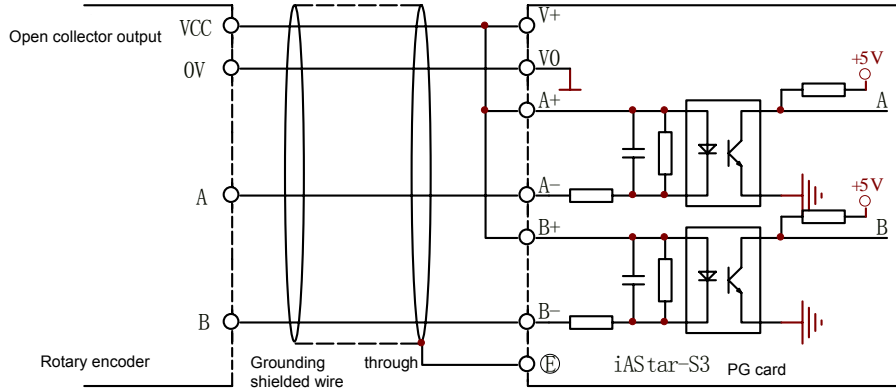 Open collector output
VCC
0V
A
B
Rotary encoder
Grounding through
shielded wire
V+
V0
A+
A-
B+
B-
E
+5V
A
+5V
B
iAStar-S3 PG card